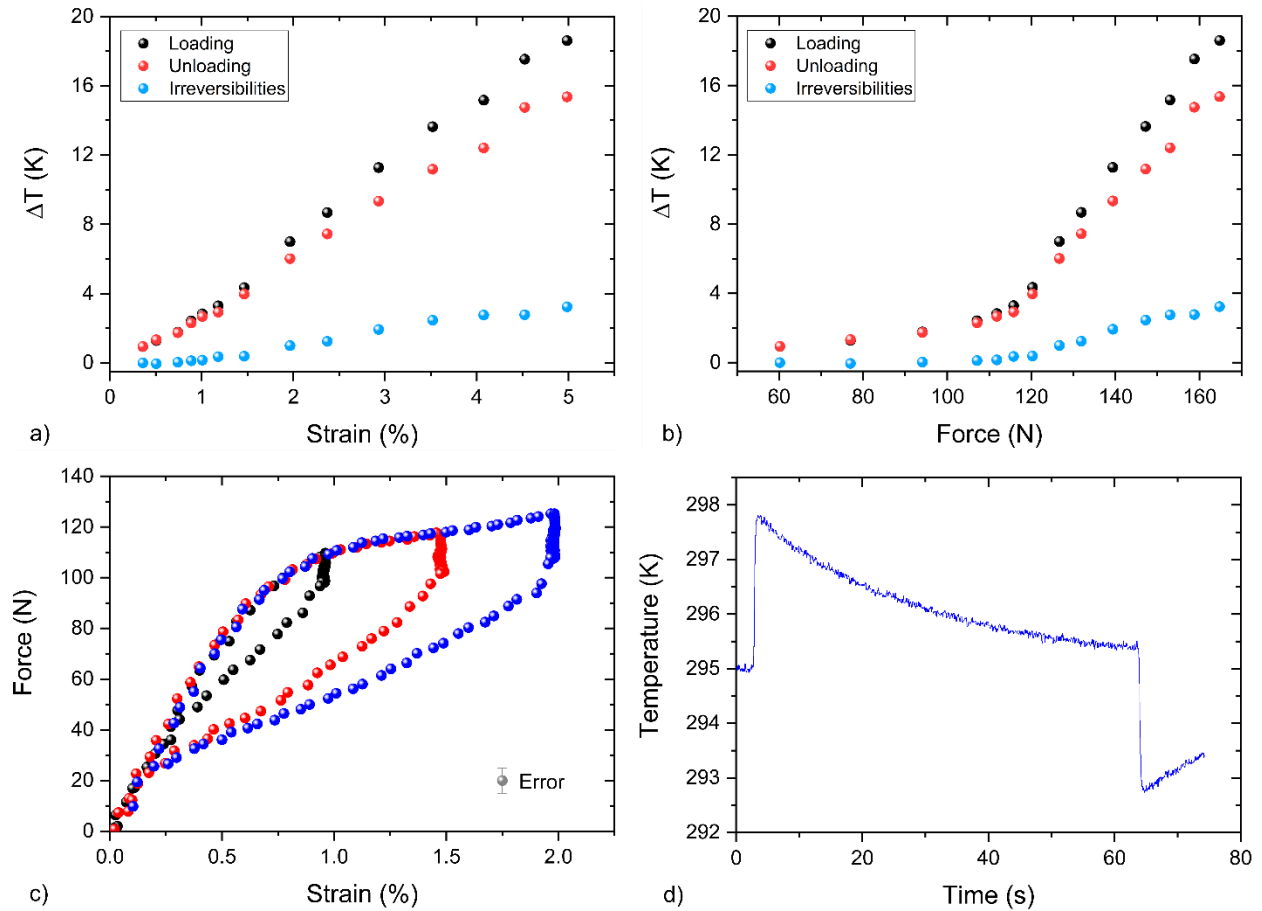 20
16
12
8
4
0
ΔT (K)
Loading
Unloading
Irreversibilities
0 1 2 3 4 5
Strain (%)
a)
20
16
12
8
4
0
ΔT (K)
Loading
Unloading
Irreversibilities
60 80 100 120 140 160
Force (N)
b)
140
120
100
80
60
40
20
0
Force (N)
Error
0.0 0.5 1.0 1.5 2.0
Strain (%)
c)
298
297
296
295
294
293
292
Temperature (K)
0 20 40 60 80
Time (s)
d)